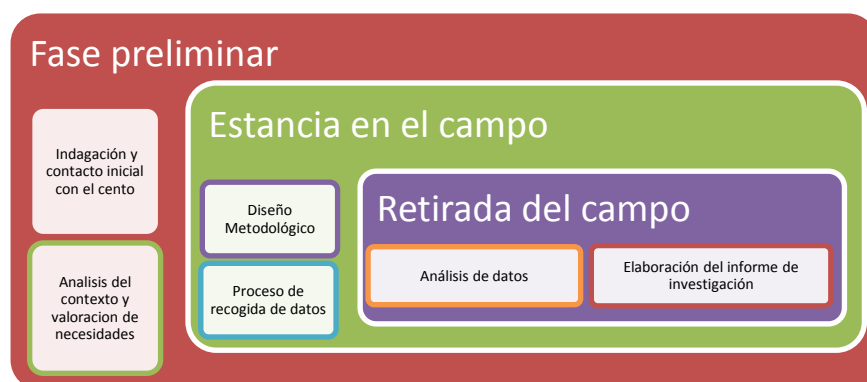 Fase preliminar
Indagación y
contacto inicial
con el cento
Analisis del
contexto y
valoracion de
necesidades
Estancia en el campo
Diseño
Metodológico
Proceso de
recogida de datos
Retirada del campo
Análisis de datos
Elaboración del informe de
investigación